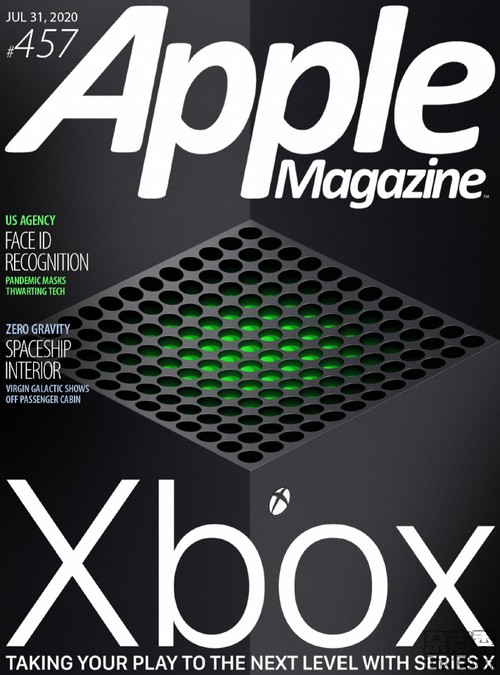 JUL 31, 2020
#457
Apple
Magazine
™
US AGENCY
FACE ID
RECOGNITION
PANDEMIC MASKS
THWARTING TECH
ZERO GRAVITY
SPACESHIP
INTERIOR
VIRGIN GALACTIC SHOWS
OFF PASSENGER CABIN
Xbox
TAKING YOUR PLAY TO THE NEXT LEVEL WITH SERIES X